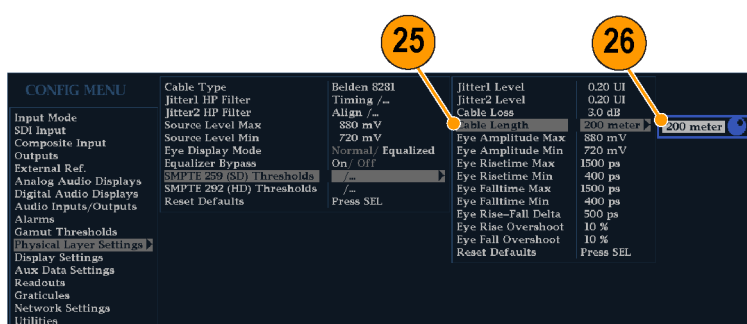 25
26
CONFIG MENU
Input Mode
SDI Input
Composite Input
Outputs
External Ref.
Analog Audio Displays
Digital Audio Displays
Audio Inputs/Outputs
Alarms
Gamut Thresholds
Physical Layer Settings
Display Settings
Aux Data Settings
Readouts
Graticules
Network Settings
Utilities
Cable Type Belden 8281
Jitter1 HP Filter Timing /...
Jitter2 HP Filter Align /...
Source Level Max 880 mV
Source Level Min 720 mV
Eye Display Mode Normal/ Equalized
Equalizer Bypass On/ Off
SMPTE 259 (SD) Thresholds /...
SMPTE 292 (HD) Thresholds /...
Reset Defaults Press SEL
Jitter1 Level 0.20 UI
Jitter2 Level 0.20 UI
Cable Loss 3.0 dB
Cable Length 200 meter
Eye Amplitude Max 880 mV
Eye Amplitude Min 720 mV
Eye Risetime Max 1500 ps
Eye Risetime Min 400 ps
Eye Falltime Max 1500 ps
Eye Falltime Min 400 ps
Eye Rise-Fall Delta 500 ps
Eye Rise Overshoot 10 %
Eye Fall Overshoot 10 %
Reset Defaults Press SEL
200 meter